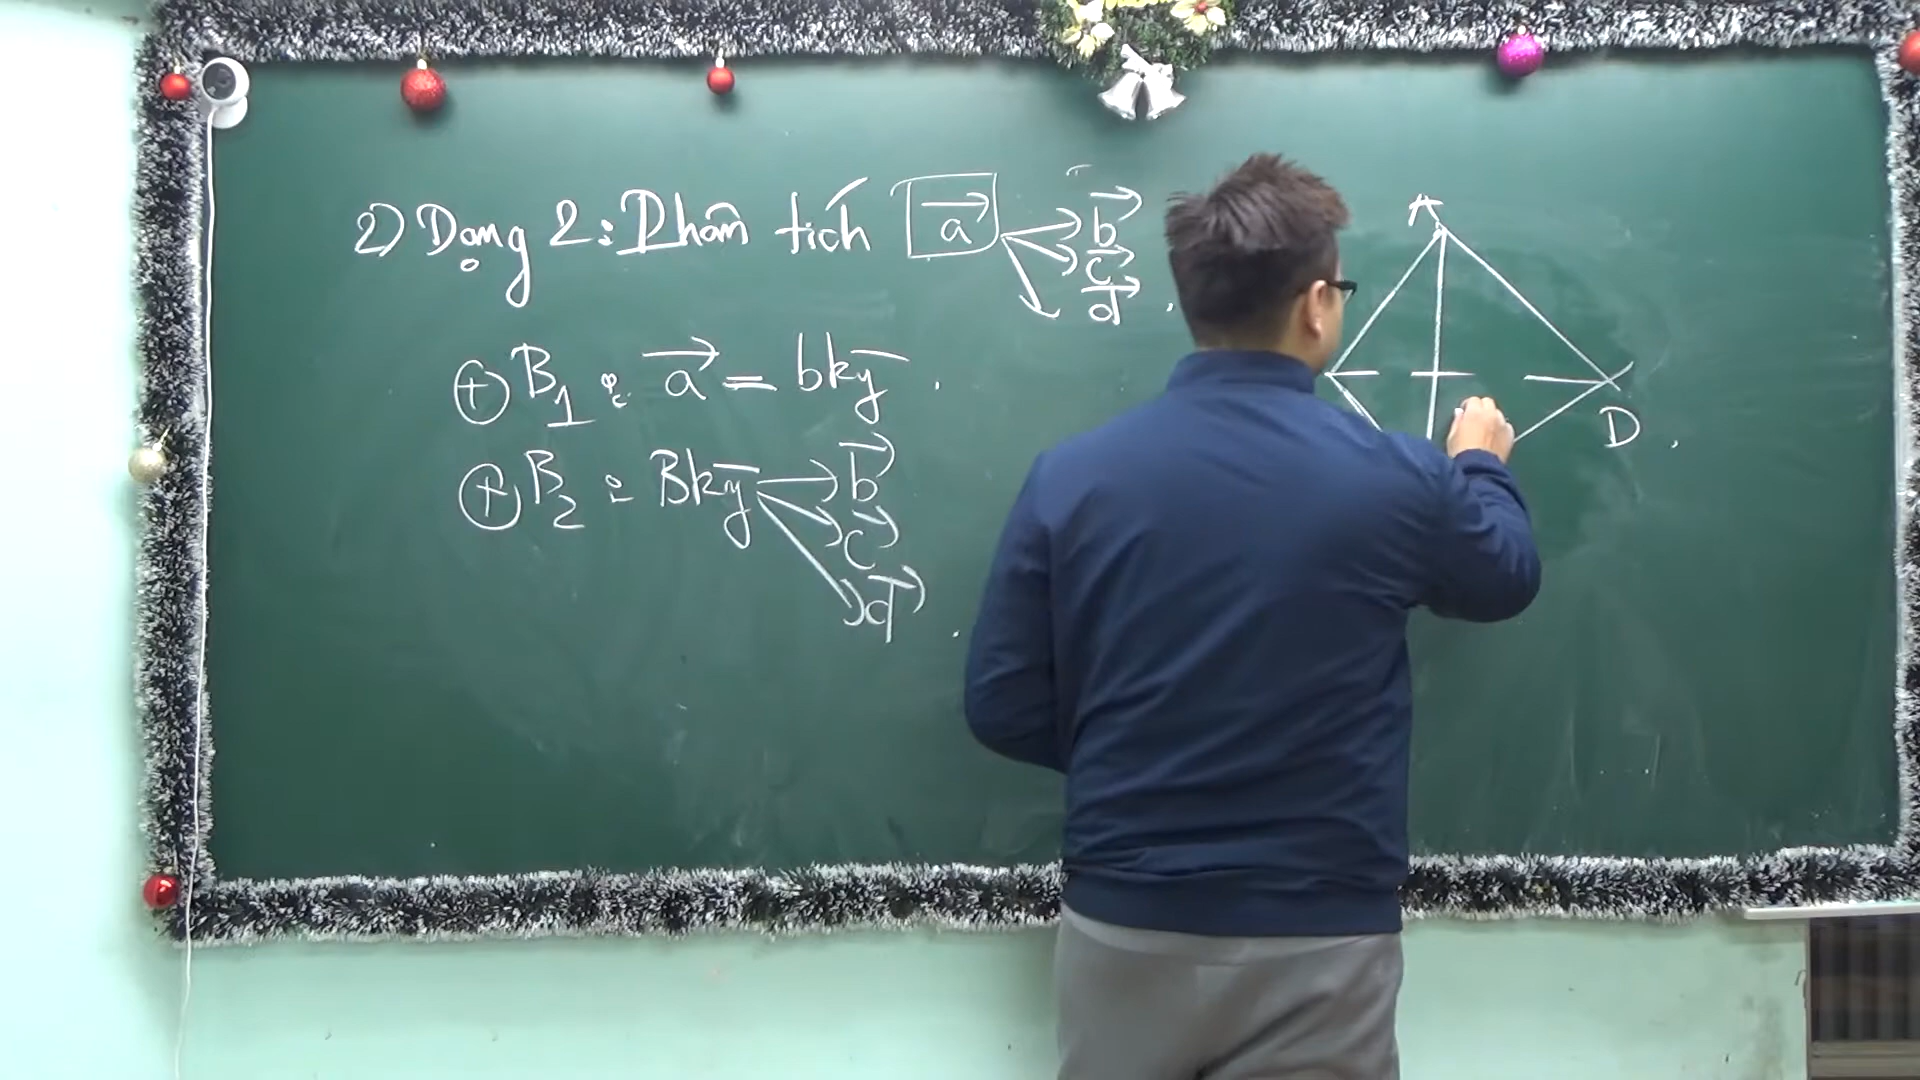 2) Dạng 2: Phân tích a⃗ → b⃗
c⃗
d⃗ .
⊕ B1 : a⃗ = bky̅ .
⊕ B2 : Bky̅ → b⃗
c⃗
d⃗ .
A
D .